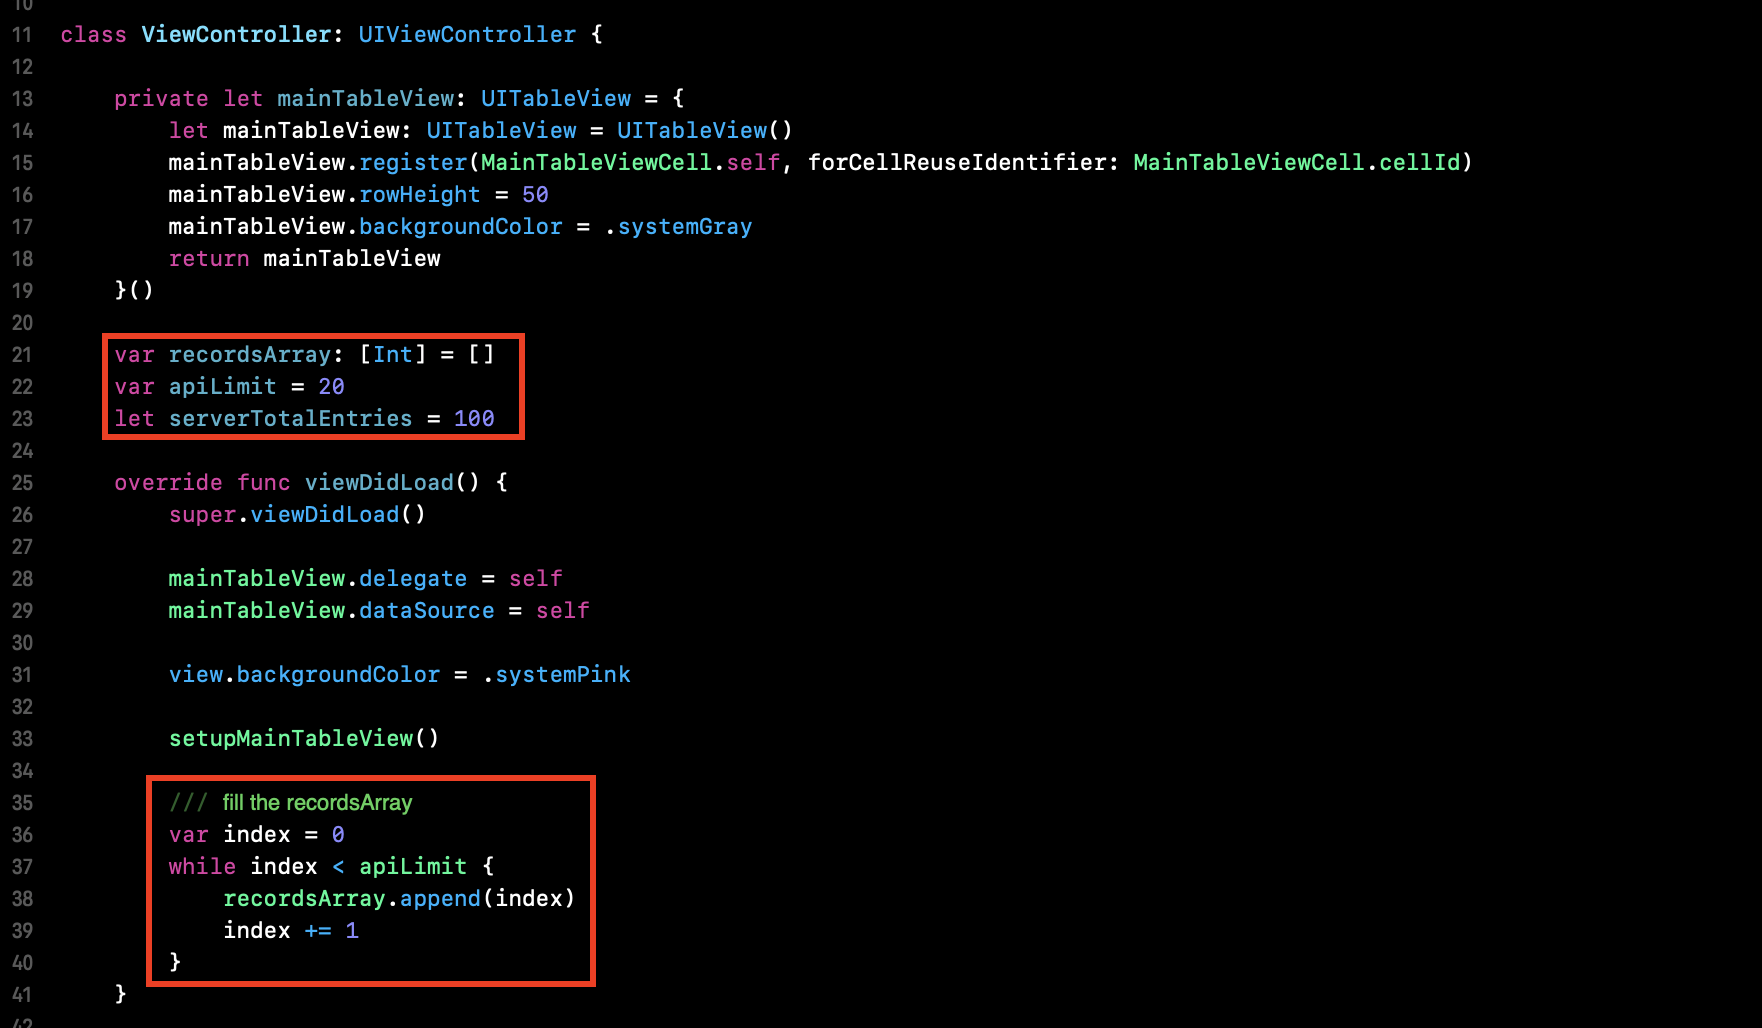 10
11 class ViewController: UIViewController {
12
13     private let mainTableView: UITableView = {
14         let mainTableView: UITableView = UITableView()
15         mainTableView.register(MainTableViewCell.self, forCellReuseIdentifier: MainTableViewCell.cellId)
16         mainTableView.rowHeight = 50
17         mainTableView.backgroundColor = .systemGray
18         return mainTableView
19     }()
20
21     var recordsArray: [Int] = []
22     var apiLimit = 20
23     let serverTotalEntries = 100
24
25     override func viewDidLoad() {
26         super.viewDidLoad()
27
28         mainTableView.delegate = self
29         mainTableView.dataSource = self
30
31         view.backgroundColor = .systemPink
32
33         setupMainTableView()
34
35         /// fill the recordsArray
36         var index = 0
37         while index < apiLimit {
38             recordsArray.append(index)
39             index += 1
40         }
41     }
42